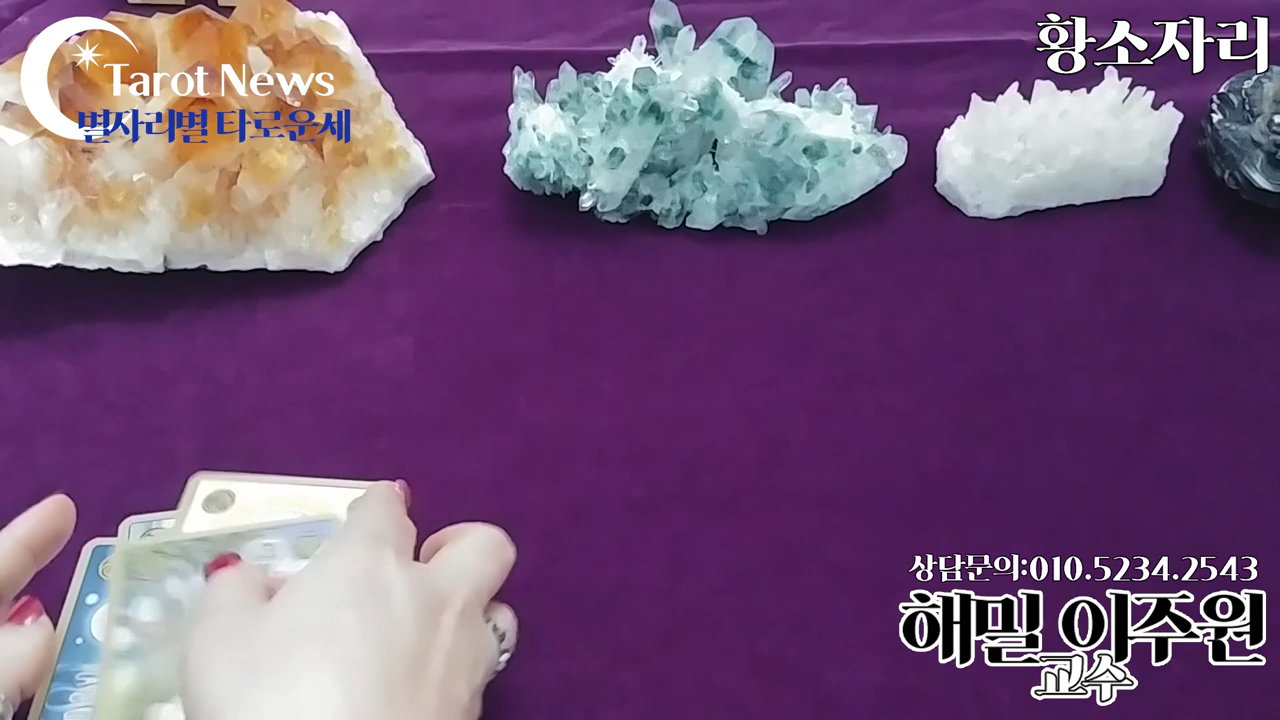 Tarot News
별자리별 타로운세
황소자리
상담문의:010.5234.2543
해밀 이주원
교수